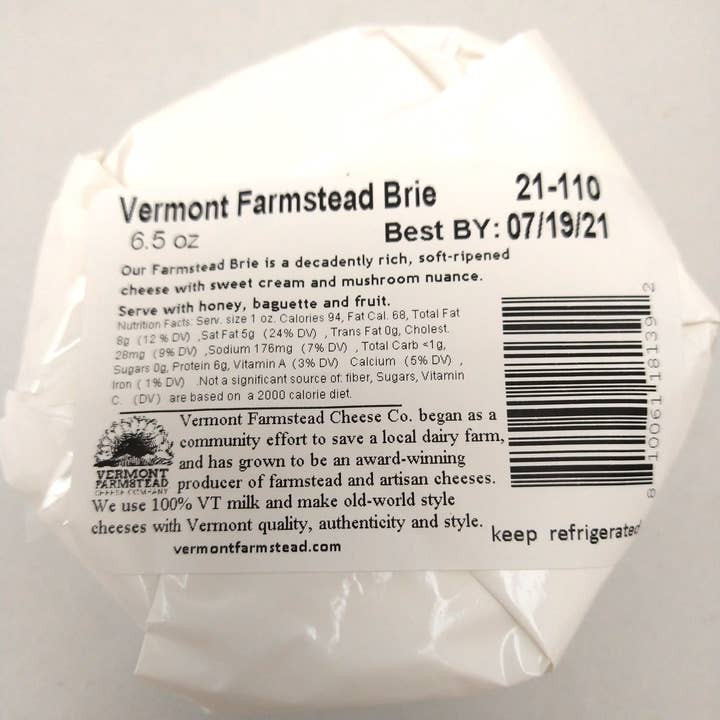 Vermont Farmstead Brie 21-110
6.5 oz Best BY: 07/19/21
Our Farmstead Brie is a decadently rich, soft-ripened
cheese with sweet cream and mushroom nuance.
Serve with honey, baguette and fruit.
Nutrition Facts: Serv. size 1 oz. Calories 94, Fat Cal. 68, Total Fat
8g (12 % DV) ,Sat Fat 5g (24% DV) , Trans Fat 0g, Cholest.
28mg (9% DV) ,Sodium 176mg (7% DV) , Total Carb <1g,
Sugars 0g, Protein 6g, Vitamin A (3% DV) Calcium (5% DV) ,
Iron ( 1% DV) .Not a significant source of: fiber, Sugars, Vitamin
C. (DV) are based on a 2000 calorie diet.
Vermont Farmstead Cheese Co. began as a
community effort to save a local dairy farm,
and has grown to be an award-winning
producer of farmstead and artisan cheeses.
We use 100% VT milk and make old-world style
cheeses with Vermont quality, authenticity and style.
vermontfarmstead.com
VERMONT
FARMSTEAD
CHEESE COMPANY
8 10061 18139 2
keep refrigerated